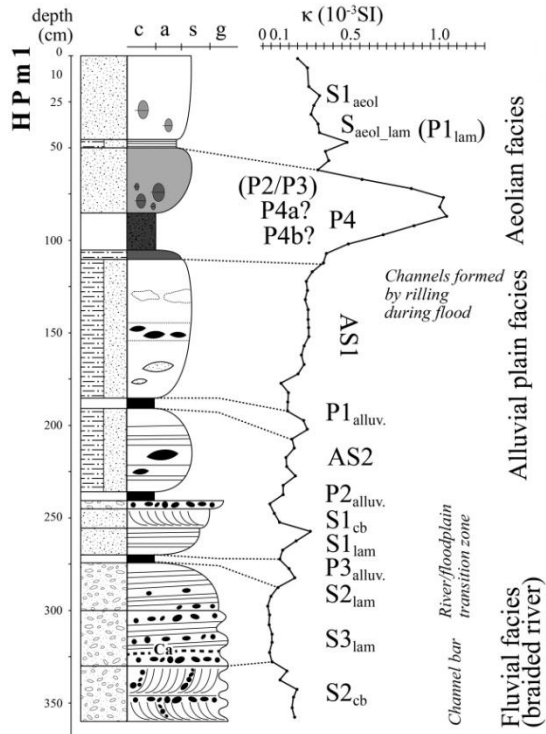 depth
(cm)
c a s g
κ (10⁻³SI)
0 0.1 0.5 1.0
HPm1
0
10
25
50
75
100
150
200
250
300
350
S1aeol
Saeol_lam (P1lam)
(P2/P3)
P4a? P4
P4b?
Channels formed
by rilling
during flood
AS1
P1alluv.
AS2
P2alluv.
S1cb
S1lam
P3alluv.
S2lam
S3lam
Ca
S2cb
Aeolian facies
Alluvial plain facies
River/floodplain
transition zone
Channel bar
Fluvial facies
(braided river)